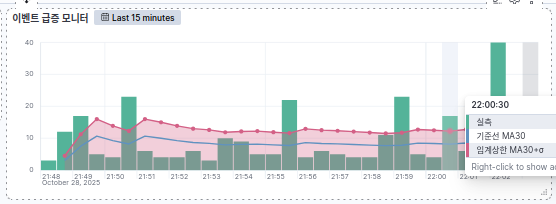 이벤트 급증 모니터
Last 15 minutes
40
30
20
10
0
21:48 21:49 21:50 21:51 21:52 21:53 21:54 21:55 21:56 21:57 21:58 21:59 22:00 22:01 22:02
October 28, 2025
22:00:30
실측
기준선 MA30
임계상한 MA30+σ
Right-click to show ac